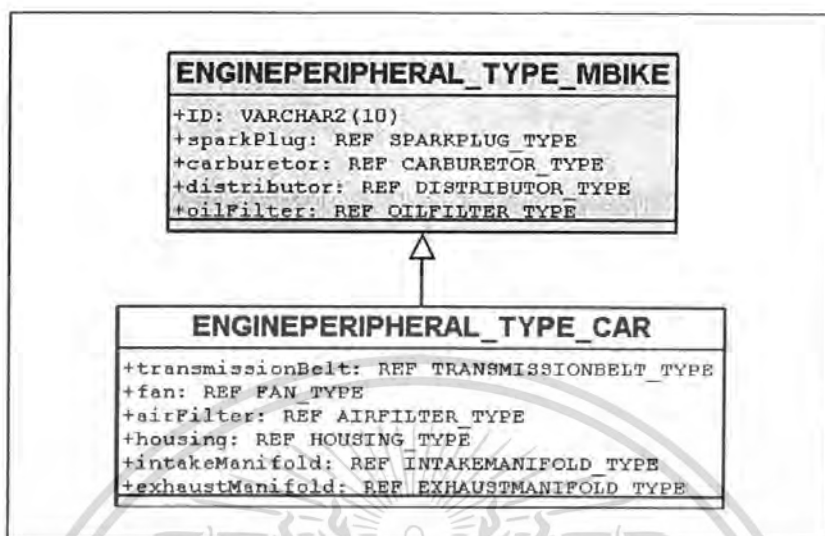 ENGINEPERIPHERAL_TYPE_MBIKE
+ID: VARCHAR2(10)
+sparkPlug: REF SPARKPLUG_TYPE
+carburetor: REF CARBURETOR_TYPE
+distributor: REF DISTRIBUTOR_TYPE
+oilFilter: REF OILFILTER_TYPE
ENGINEPERIPHERAL_TYPE_CAR
+transmissionBelt: REF TRANSMISSIONBELT_TYPE
+fan: REF FAN_TYPE
+airFilter: REF AIRFILTER_TYPE
+housing: REF HOUSING_TYPE
+intakeManifold: REF INTAKEMANIFOLD_TYPE
+exhaustManifold: REF EXHAUSTMANIFOLD_TYPE